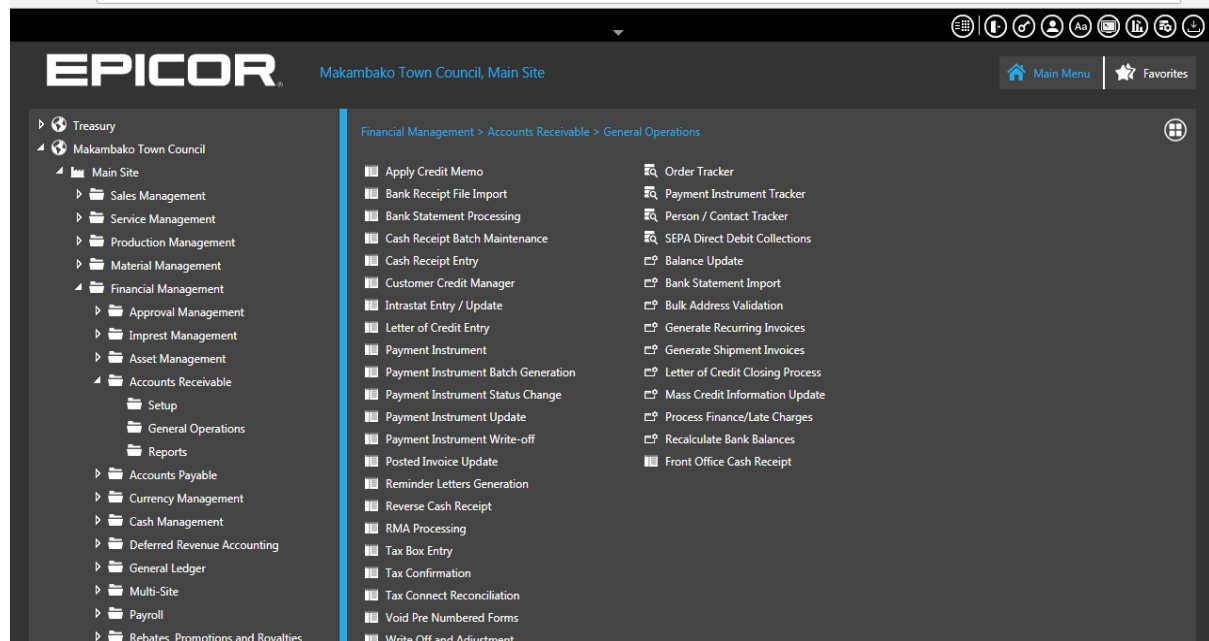 EPICOR
Makambako Town Council, Main Site
Main Menu
Favorites
Aa
Treasury
Makambako Town Council
Main Site
Sales Management
Service Management
Production Management
Material Management
Financial Management
Approval Management
Imprest Management
Asset Management
Accounts Receivable
Setup
General Operations
Reports
Accounts Payable
Currency Management
Cash Management
Deferred Revenue Accounting
General Ledger
Multi-Site
Payroll
Rebates, Promotions and Royalties
Financial Management > Accounts Receivable > General Operations
Apply Credit Memo
Bank Receipt File Import
Bank Statement Processing
Cash Receipt Batch Maintenance
Cash Receipt Entry
Customer Credit Manager
Intrastat Entry / Update
Letter of Credit Entry
Payment Instrument
Payment Instrument Batch Generation
Payment Instrument Status Change
Payment Instrument Update
Payment Instrument Write-off
Posted Invoice Update
Reminder Letters Generation
Reverse Cash Receipt
RMA Processing
Tax Box Entry
Tax Confirmation
Tax Connect Reconciliation
Void Pre Numbered Forms
Write Off and Adjustment
Order Tracker
Payment Instrument Tracker
Person / Contact Tracker
SEPA Direct Debit Collections
Balance Update
Bank Statement Import
Bulk Address Validation
Generate Recurring Invoices
Generate Shipment Invoices
Letter of Credit Closing Process
Mass Credit Information Update
Process Finance/Late Charges
Recalculate Bank Balances
Front Office Cash Receipt